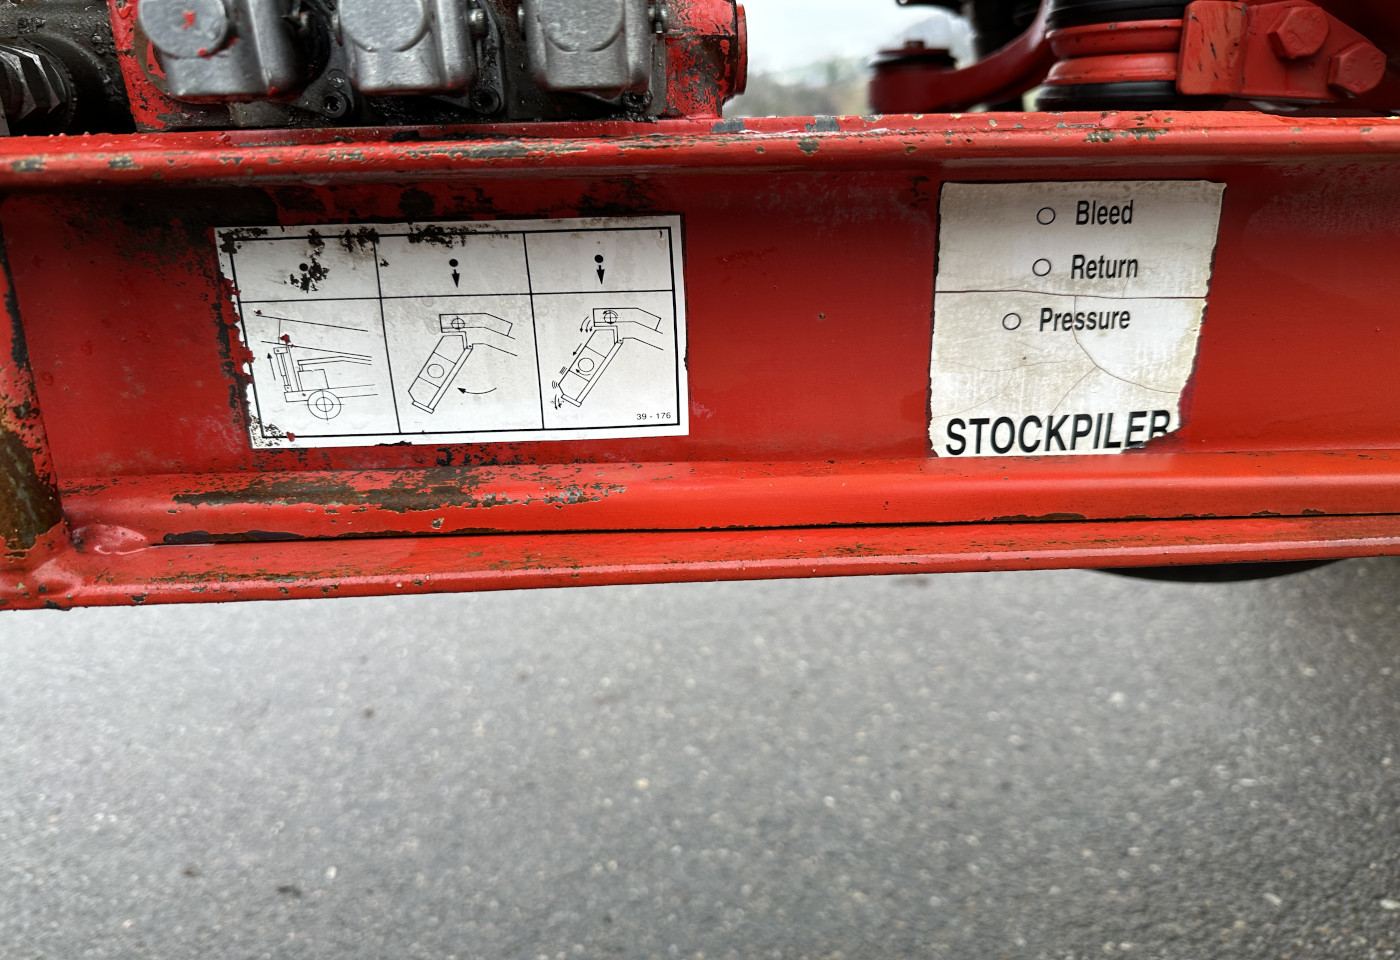 39 - 176
Bleed
Return
Pressure
STOCKPILER